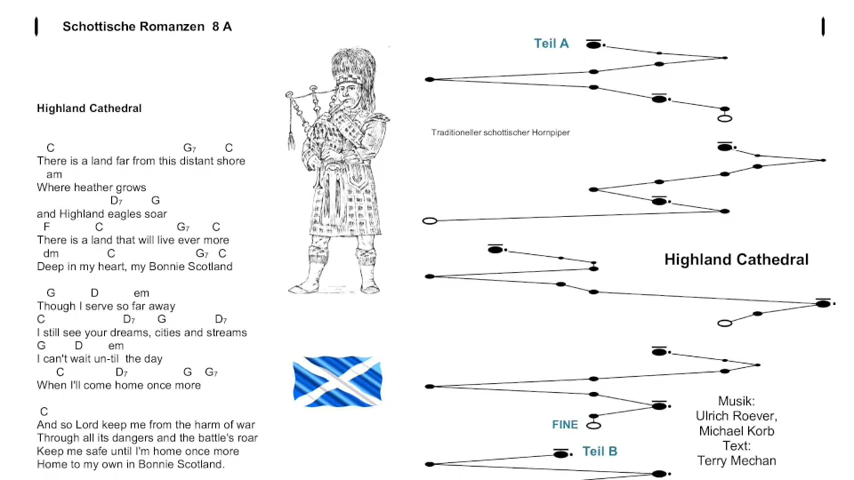 Schottische Romanzen 8 A
Highland Cathedral
C G7 C
There is a land far from this distant shore
am
Where heather grows
D7 G
and Highland eagles soar
F C G7 C
There is a land that will live ever more
dm C G7 C
Deep in my heart, my Bonnie Scotland
G D em
Though I serve so far away
C D7 G D7
I still see your dreams, cities and streams
G D em
I can't wait un-til the day
C D7 G G7
When I'll come home once more
C
And so Lord keep me from the harm of war
Through all its dangers and the battle's roar
Keep me safe until I'm home once more
Home to my own in Bonnie Scotland.
Teil A
Traditioneller schottischer Hornpiper
Highland Cathedral
FINE
Teil B
Musik:
Ulrich Roever,
Michael Korb
Text:
Terry Mechan